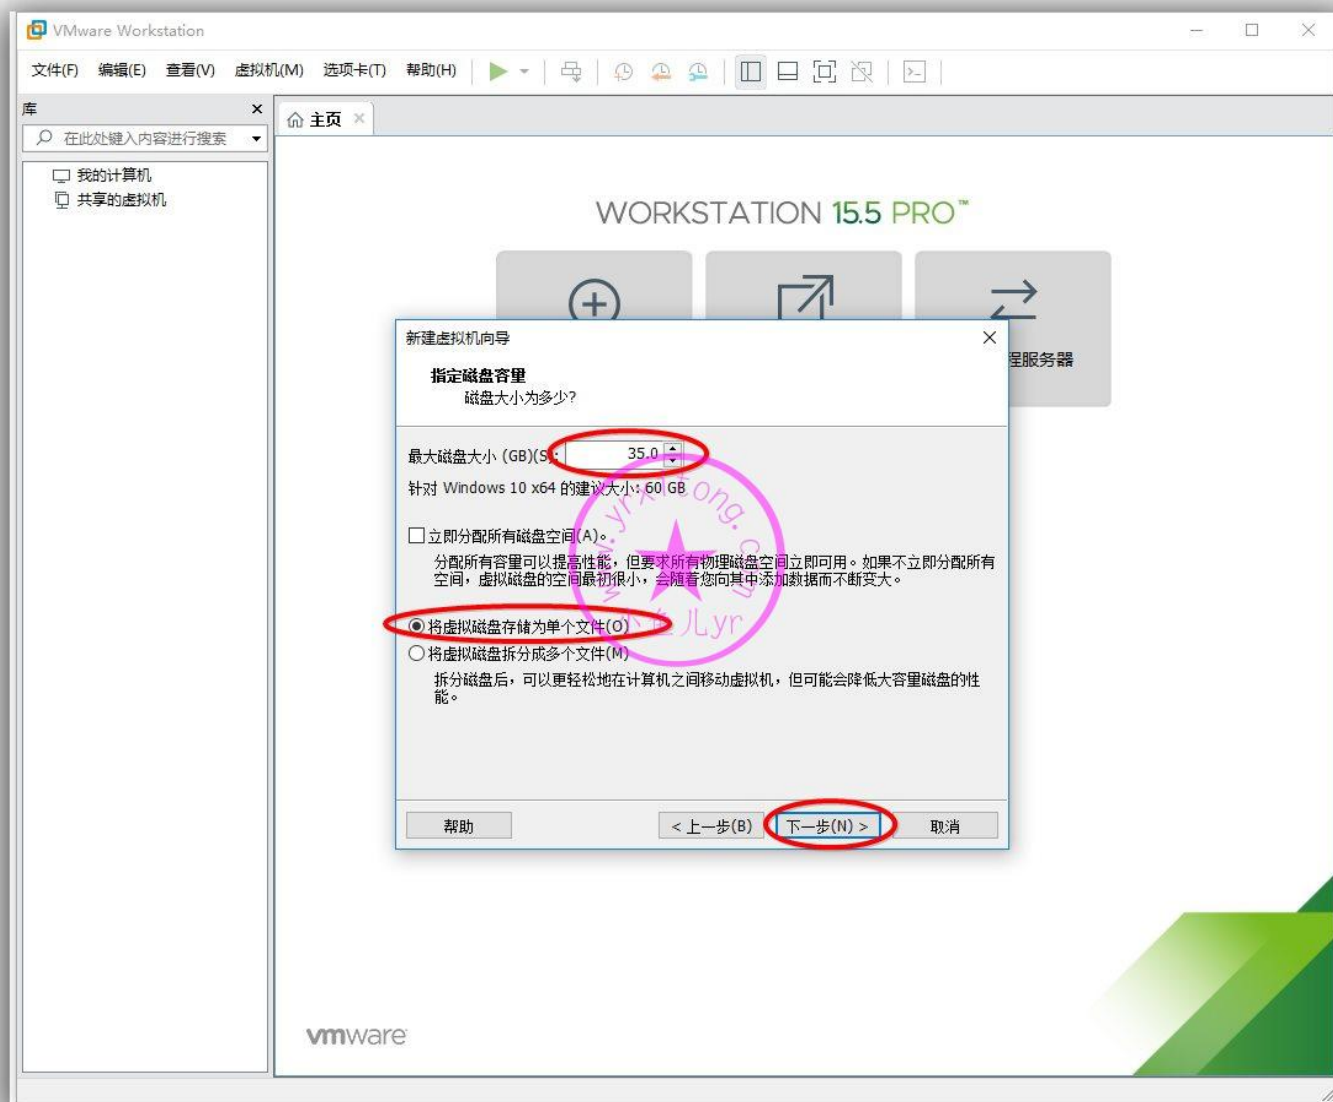 VMware Workstation
文件(F) 编辑(E) 查看(V) 虚拟机(M) 选项卡(T) 帮助(H)
库
主页
在此处键入内容进行搜索
我的计算机
共享的虚拟机
WORKSTATION 15.5 PRO™
程服务器
新建虚拟机向导
指定磁盘容量
磁盘大小为多少?
最大磁盘大小 (GB)(S): 35.0
针对 Windows 10 x64 的建议大小: 60 GB
立即分配所有磁盘空间(A)。
分配所有容量可以提高性能，但要求所有物理磁盘空间立即可用。如果不立即分配所有
空间，虚拟磁盘的空间最初很小，会随着您向其中添加数据而不断变大。
将虚拟磁盘存储为单个文件(O)
将虚拟磁盘拆分成多个文件(M)
拆分磁盘后，可以更轻松地在计算机之间移动虚拟机，但可能会降低大容量磁盘的性
能。
www.yrxitong.com
小鱼儿yr
帮助 < 上一步(B) 下一步(N) > 取消
vmware